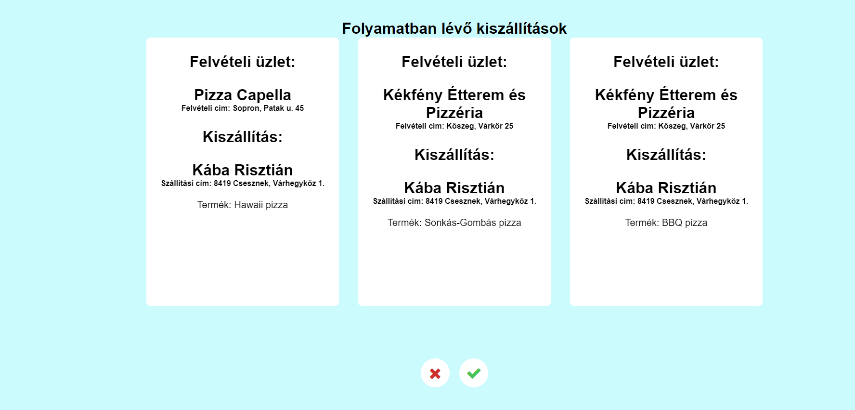 Folyamatban lévő kiszállítások
Felvételi üzlet:
Pizza Capella
Felvételi cím: Sopron, Patak u. 45
Kiszállítás:
Kába Risztián
Szállítási cím: 8419 Csesznek, Várhegyköz 1.
Termék: Hawaii pizza
Felvételi üzlet:
Kékfény Étterem és
Pizzéria
Felvételi cím: Kőszeg, Várkör 25
Kiszállítás:
Kába Risztián
Szállítási cím: 8419 Csesznek, Várhegyköz 1.
Termék: Sonkás-Gombás pizza
Felvételi üzlet:
Kékfény Étterem és
Pizzéria
Felvételi cím: Kőszeg, Várkör 25
Kiszállítás:
Kába Risztián
Szállítási cím: 8419 Csesznek, Várhegyköz 1.
Termék: BBQ pizza